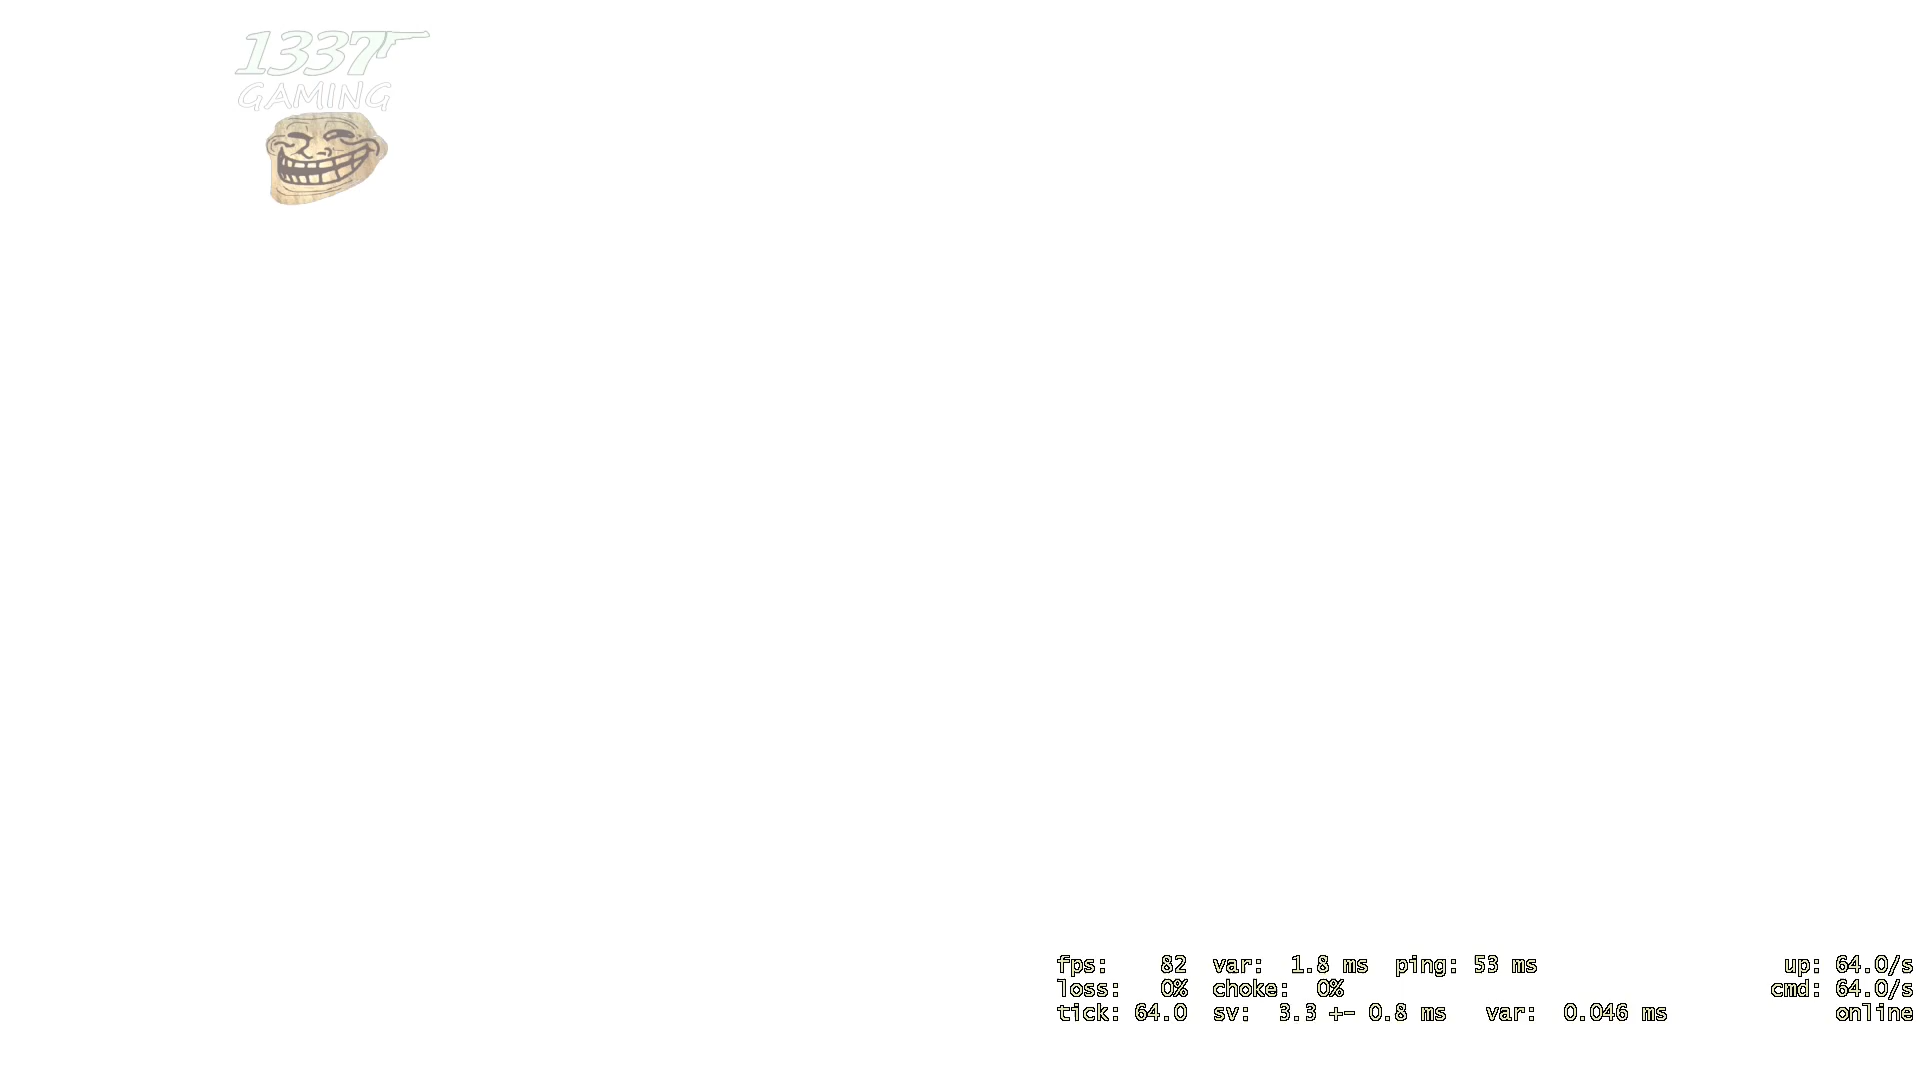 1337
GAMING
fps: 82 var: 1.8 ms ping: 53 ms up: 64.0/s
loss: 0% choke: 0% cmd: 64.0/s
tick: 64.0 sv: 3.3 +- 0.8 ms var: 0.046 ms online